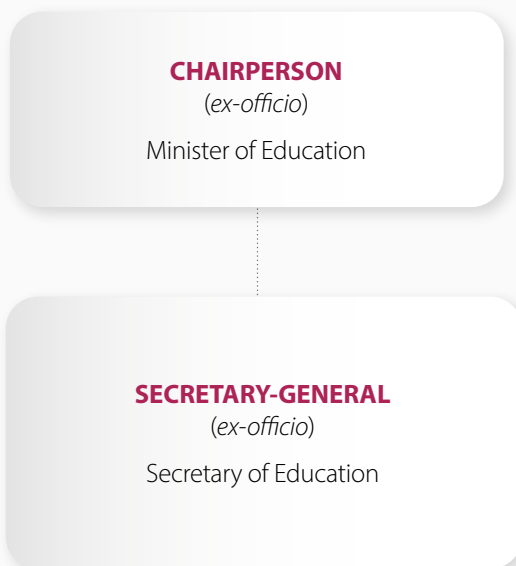 CHAIRPERSON
(ex-officio)
Minister of Education
SECRETARY-GENERAL
(ex-officio)
Secretary of Education